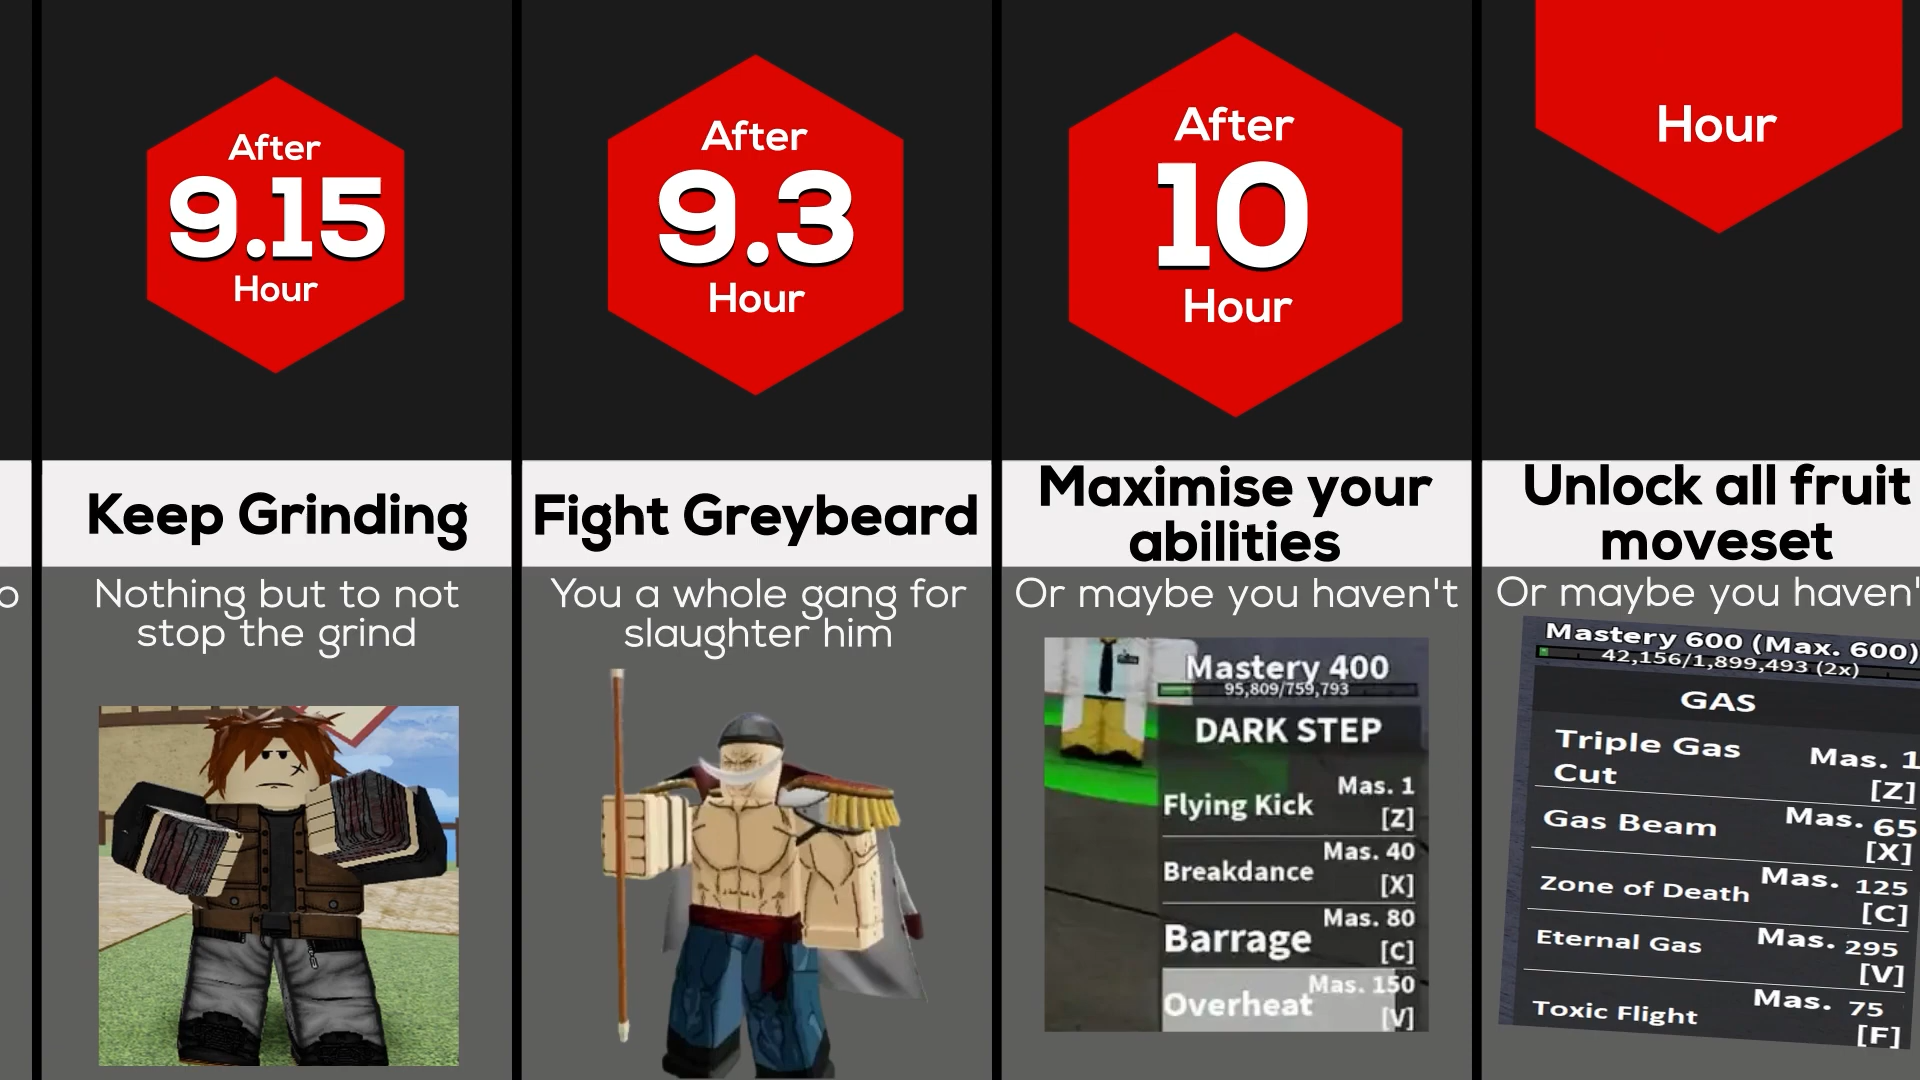 After
9.15
Hour
Keep Grinding
Nothing but to not
stop the grind
After
9.3
Hour
Fight Greybeard
You a whole gang for
slaughter him
After
10
Hour
Maximise your
abilities
Or maybe you haven't
Mastery 400
95,809/759,793
DARK STEP
Flying Kick Mas. 1
[Z]
Breakdance Mas. 40
[X]
Barrage Mas. 80
[C]
Overheat Mas. 150
[V]
Hour
Unlock all fruit
moveset
Or maybe you haven'
Mastery 600 (Max. 600)
42,156/1,899,493 (2x)
GAS
Triple Gas
Cut
Mas. 1
[Z]
Gas Beam Mas. 65
[X]
Zone of Death Mas. 125
[C]
Eternal Gas Mas. 295
[V]
Toxic Flight Mas. 75
[F]